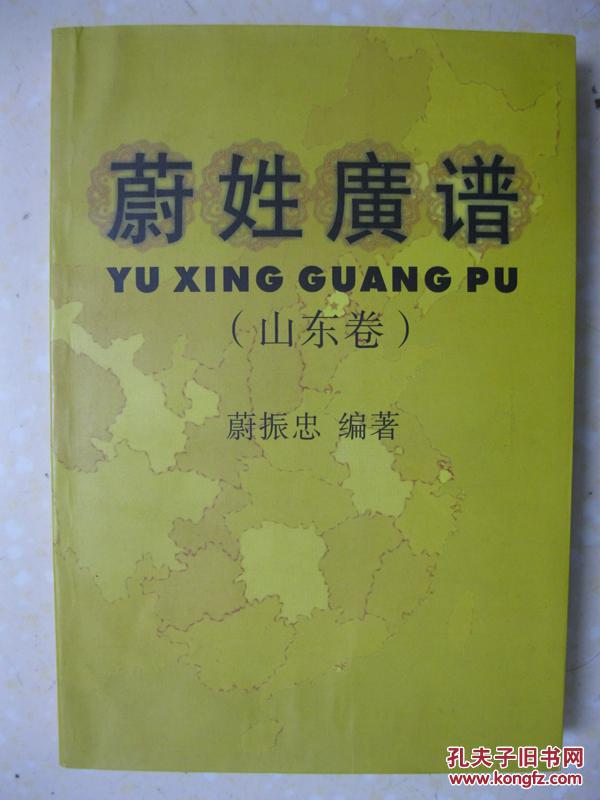 蔚姓廣谱
YU XING GUANG PU
（山东卷）
蔚振忠 编著
孔夫子旧书网
www.kongfz.com